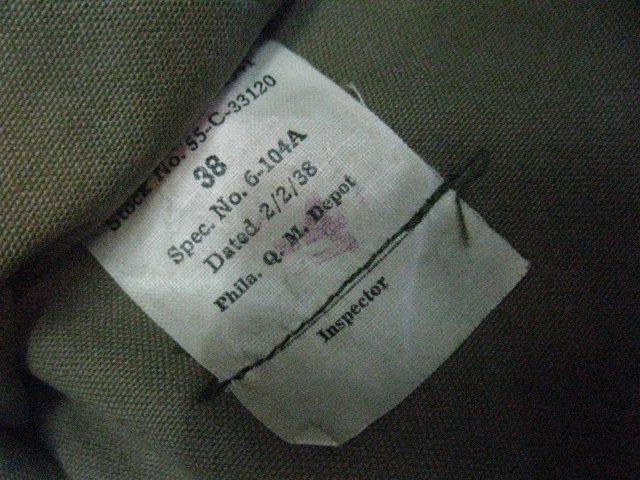 Stock No. 55-C-33120
38
Spec. No. 6-104A
Dated 2/2/38
Phila. Q. M. Depot
Inspector